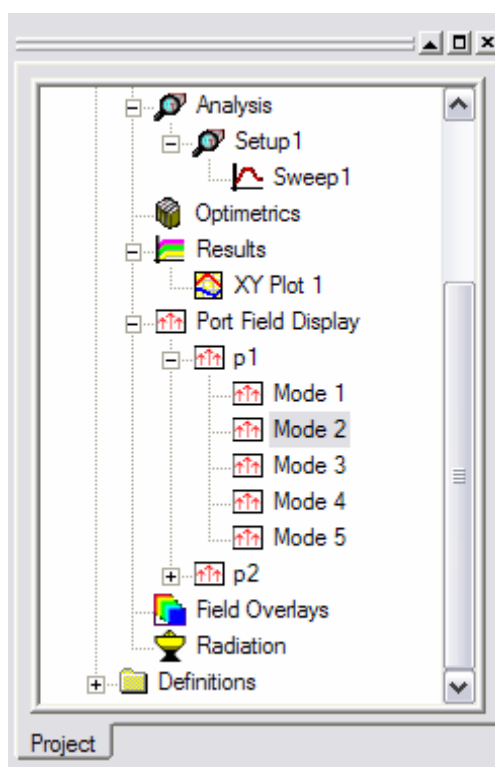 Analysis
Setup1
Sweep1
Optimetrics
Results
XY Plot 1
Port Field Display
p1
Mode 1
Mode 2
Mode 3
Mode 4
Mode 5
p2
Field Overlays
Radiation
Definitions
Project